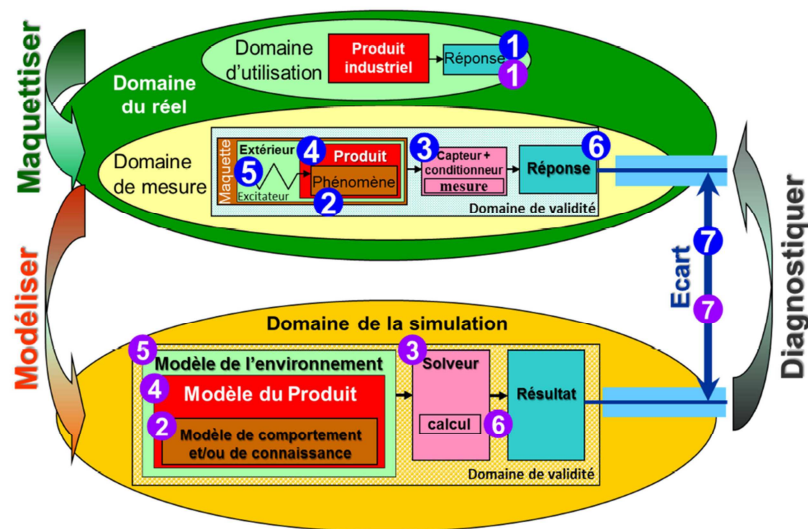 Maquettiser
Domaine
d'utilisation
Produit
industriel
Réponse
1
1
Domaine
du réel
Domaine
de mesure
Maquette
Extérieur
5
Excitateur
4
Produit
Phénomène
2
3
Capteur +
conditionneur
mesure
Réponse
6
Domaine de validité
Modéliser
Ecart
7
7
Diagnostiquer
Domaine de la simulation
5
Modèle de l'environnement
4
Modèle du Produit
2
Modèle de comportement
et/ou de connaissance
3
Solveur
calcul
6
Résultat
Domaine de validité